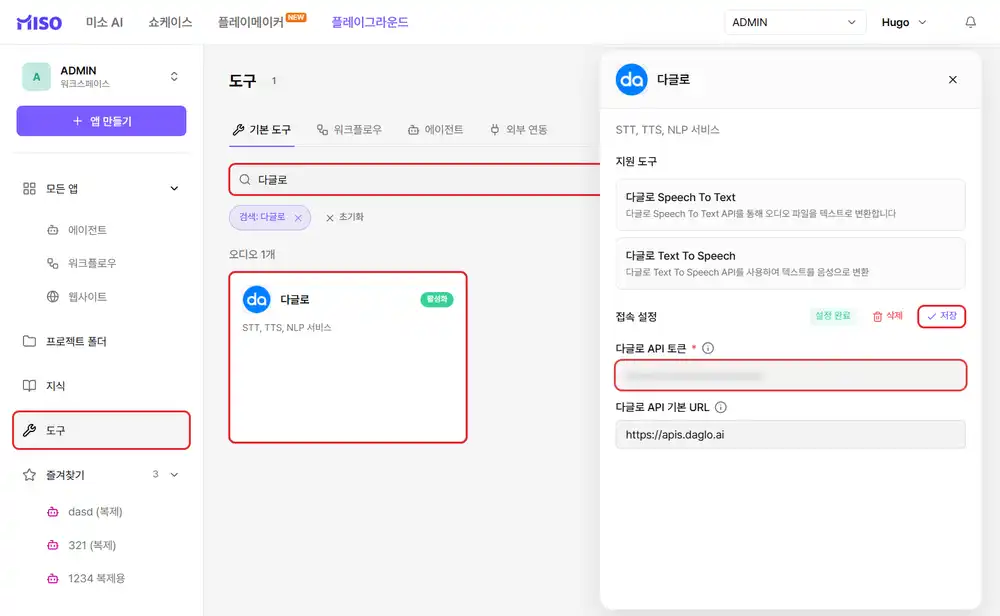 MISO
미소 AI
쇼케이스
플레이메이커 NEW
플레이그라운드
ADMIN
Hugo
A
ADMIN
워크스페이스
+ 앱 만들기
모든 앱
에이전트
워크플로우
웹사이트
프로젝트 폴더
지식
도구
즐겨찾기 3
dasd (복제)
321 (복제)
1234 복제용
도구 1
기본 도구
워크플로우
에이전트
외부 연동
다글로
검색: 다글로
초기화
오디오 1개
da 다글로 활성화
STT, TTS, NLP 서비스
da 다글로
STT, TTS, NLP 서비스
지원 도구
다글로 Speech To Text
다글로 Speech To Text API를 통해 오디오 파일을 텍스트로 변환합니다
다글로 Text To Speech
다글로 Text To Speech API를 사용하여 텍스트를 음성으로 변환
접속 설정 설정 완료 삭제 저장
다글로 API 토큰 *
다글로 API 기본 URL
https://apis.daglo.ai